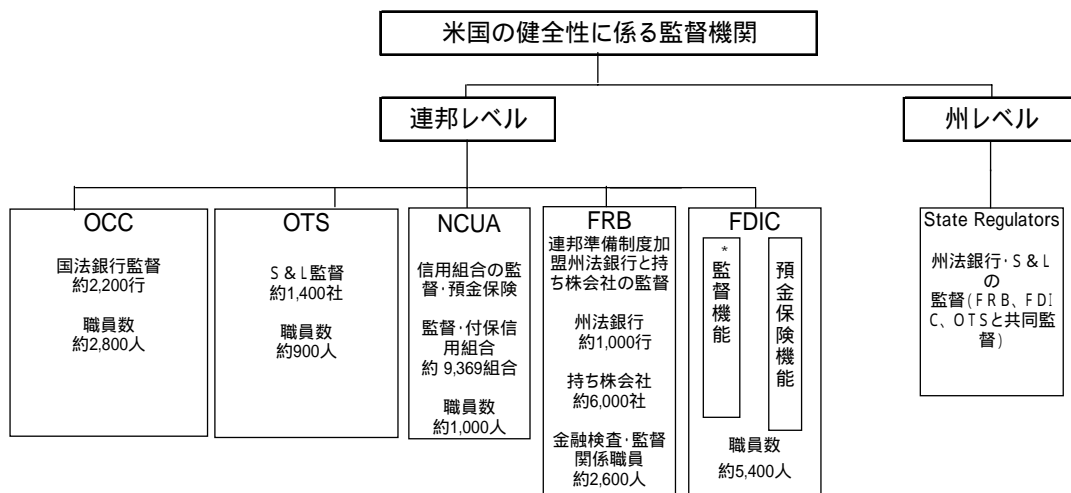 米国の健全性に係る監督機関
連邦レベル
州レベル
OCC
国法銀行監督
約2,200行
職員数
約2,800人
OTS
S & L監督
約1,400社
職員数
約900人
NCUA
信用組合の監
督・預金保険
監督・付保信
用組合
約 9,369組合
職員数
約1,000人
FRB
連邦準備制度加
盟州法銀行と持
ち株会社の監督
州法銀行
約1,000行
持ち株会社
約6,000社
金融検査・監督
関係職員
約2,600人
FDIC
*監督機能
預金保険機能
職員数
約5,400人
State Regulators
州法銀行・S & L
の
監督(FRB、FDI
C、OTSと共同監
督)